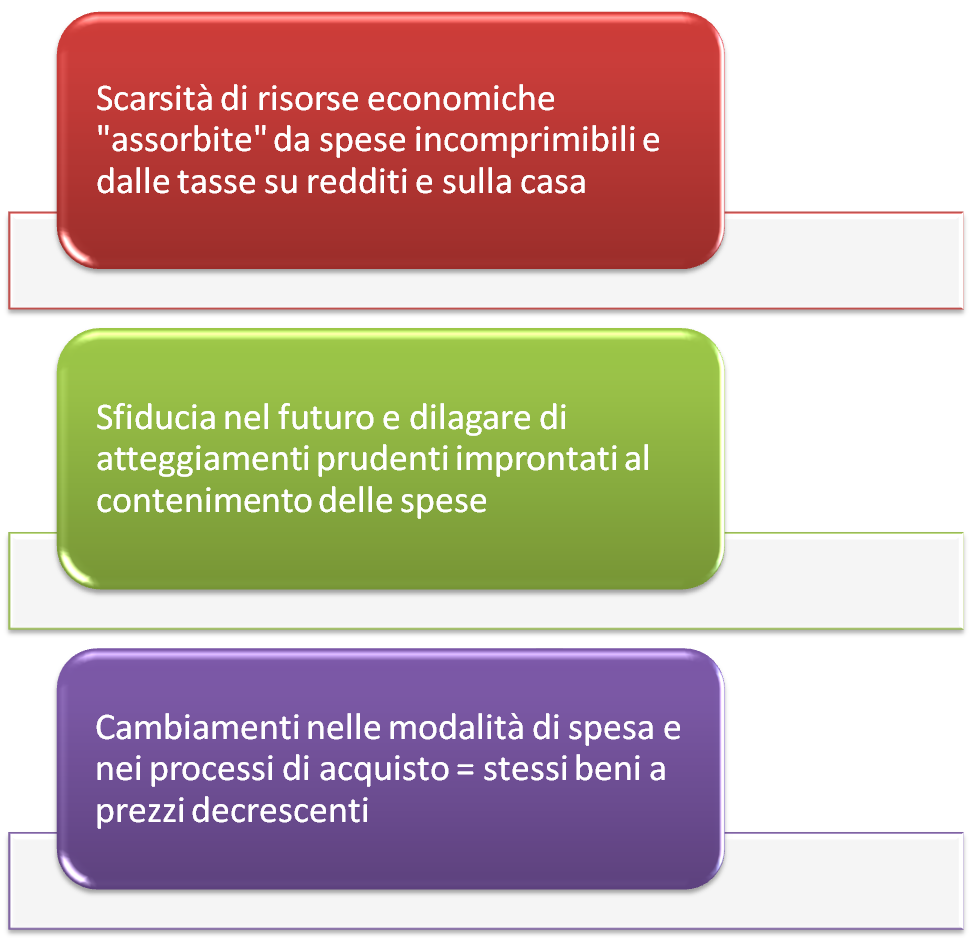 Scarsità di risorse economiche
"assorbite" da spese incomprimibili e
dalle tasse su redditi e sulla casa
Sfiducia nel futuro e dilagare di
atteggiamenti prudenti improntati al
contenimento delle spese
Cambiamenti nelle modalità di spesa e
nei processi di acquisto = stessi beni a
prezzi decrescenti